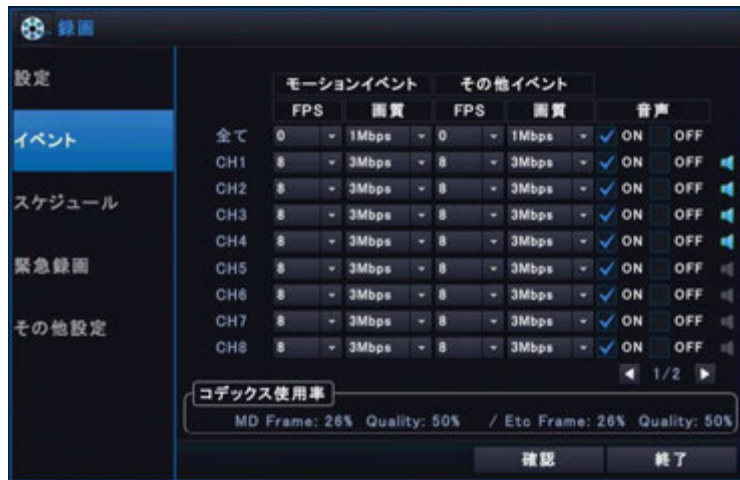 録画
設定
イベント
スケジュール
緊急録画
その他設定
モーションイベント その他イベント
FPS 画質 FPS 画質 音声
全て 0 1Mbps 0 1Mbps ON OFF
CH1 8 3Mbps 8 3Mbps ON OFF
CH2 8 3Mbps 8 3Mbps ON OFF
CH3 8 3Mbps 8 3Mbps ON OFF
CH4 8 3Mbps 8 3Mbps ON OFF
CH5 8 3Mbps 8 3Mbps ON OFF
CH6 8 3Mbps 8 3Mbps ON OFF
CH7 8 3Mbps 8 3Mbps ON OFF
CH8 8 3Mbps 8 3Mbps ON OFF
1/2
コデックス使用率
MD Frame: 26% Quality: 50% / Etc Frame: 26% Quality: 50%
確認 終了